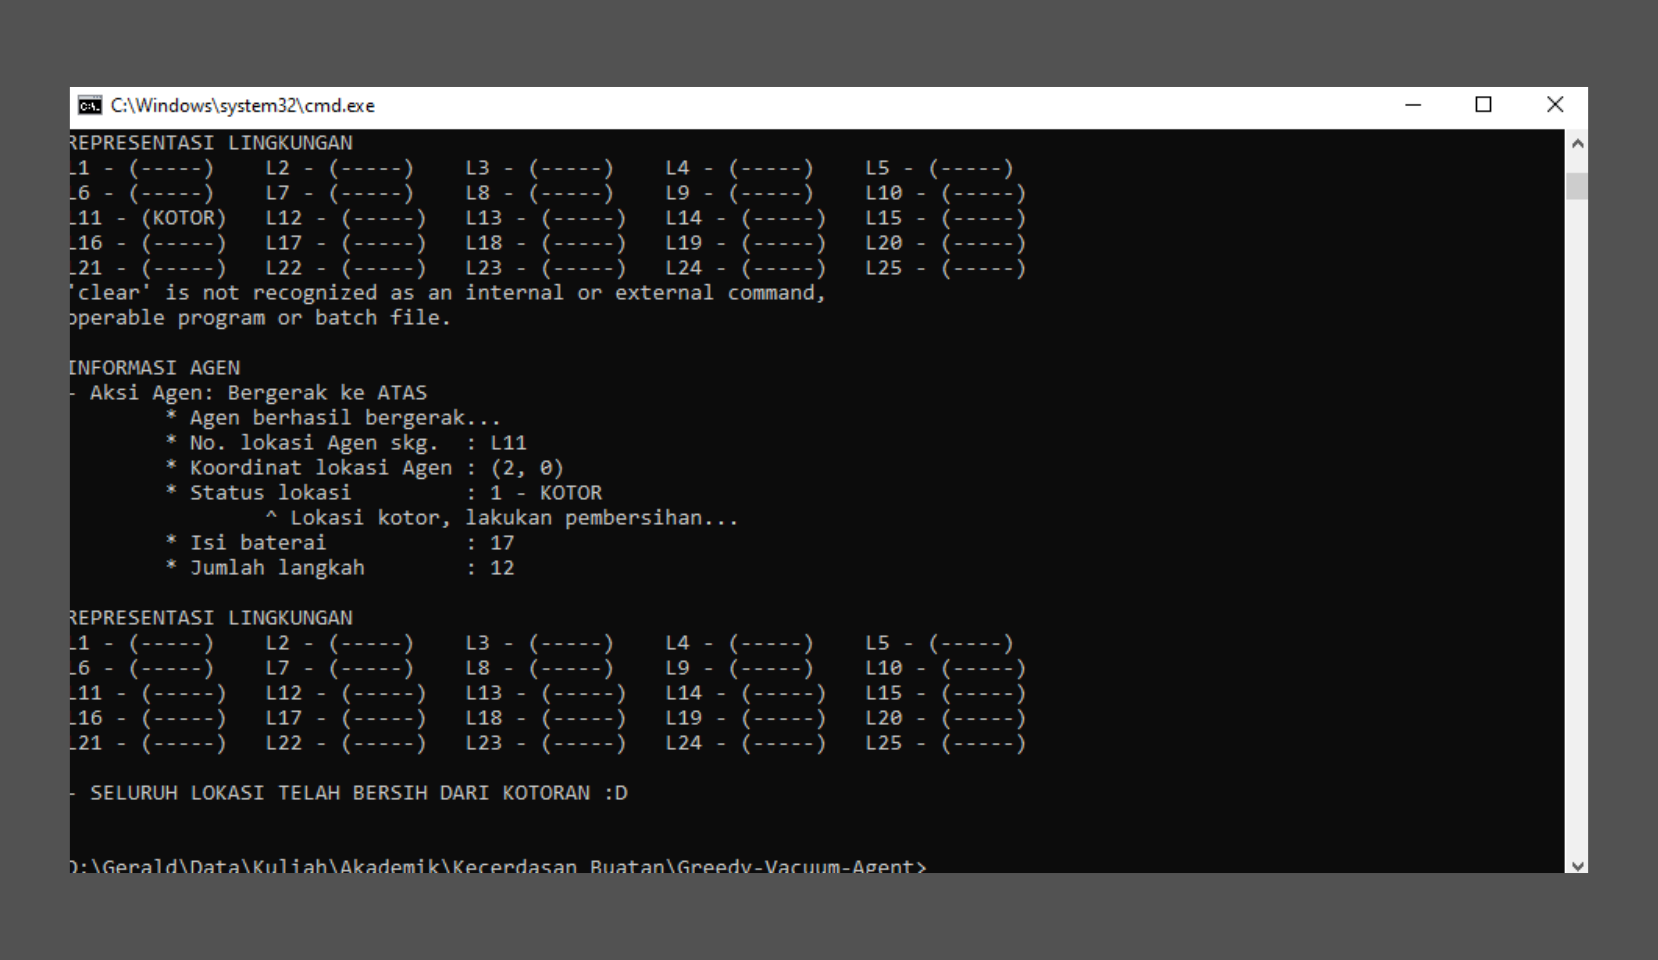 C:\Windows\system32\cmd.exe
REPRESENTASI LINGKUNGAN
L1 - (-----)    L2 - (-----)    L3 - (-----)    L4 - (-----)    L5 - (-----)
L6 - (-----)    L7 - (-----)    L8 - (-----)    L9 - (-----)    L10 - (-----)
L11 - (KOTOR)   L12 - (-----)   L13 - (-----)   L14 - (-----)   L15 - (-----)
L16 - (-----)   L17 - (-----)   L18 - (-----)   L19 - (-----)   L20 - (-----)
L21 - (-----)   L22 - (-----)   L23 - (-----)   L24 - (-----)   L25 - (-----)
'clear' is not recognized as an internal or external command,
operable program or batch file.
INFORMASI AGEN
- Aksi Agen: Bergerak ke ATAS
* Agen berhasil bergerak...
* No. lokasi Agen skg.  : L11
* Koordinat lokasi Agen : (2, 0)
* Status lokasi         : 1 - KOTOR
^ Lokasi kotor, lakukan pembersihan...
* Isi baterai           : 17
* Jumlah langkah        : 12
REPRESENTASI LINGKUNGAN
L1 - (-----)    L2 - (-----)    L3 - (-----)    L4 - (-----)    L5 - (-----)
L6 - (-----)    L7 - (-----)    L8 - (-----)    L9 - (-----)    L10 - (-----)
L11 - (-----)   L12 - (-----)   L13 - (-----)   L14 - (-----)   L15 - (-----)
L16 - (-----)   L17 - (-----)   L18 - (-----)   L19 - (-----)   L20 - (-----)
L21 - (-----)   L22 - (-----)   L23 - (-----)   L24 - (-----)   L25 - (-----)
- SELURUH LOKASI TELAH BERSIH DARI KOTORAN :D
D:\Gerald\Data\Kuliah\Akademik\Kecerdasan Buatan\Greedy-Vacuum-Agent>